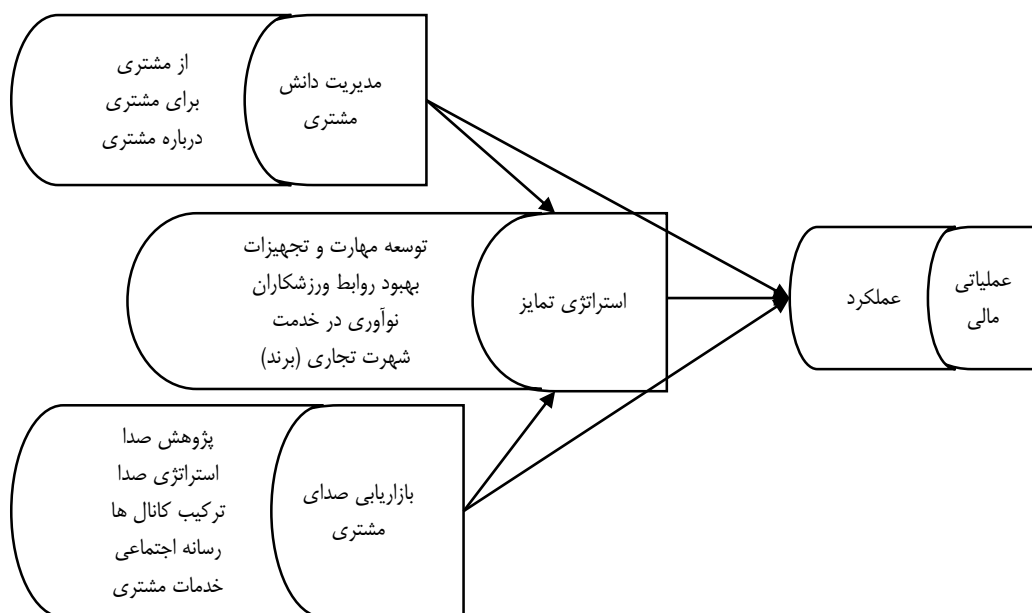 از مشتری
برای مشتری
درباره مشتری
مدیریت دانش
مشتری
توسعه مهارت و تجهیزات
بهبود روابط ورزشکاران
نوآوری در خدمت
شهرت تجاری (برند)
استراتژی تمایز
عملکرد
عملیاتی
مالی
پژوهش صدا
استراتژی صدا
ترکیب کانال ها
رسانه اجتماعی
خدمات مشتری
بازاریابی صدای
مشتری